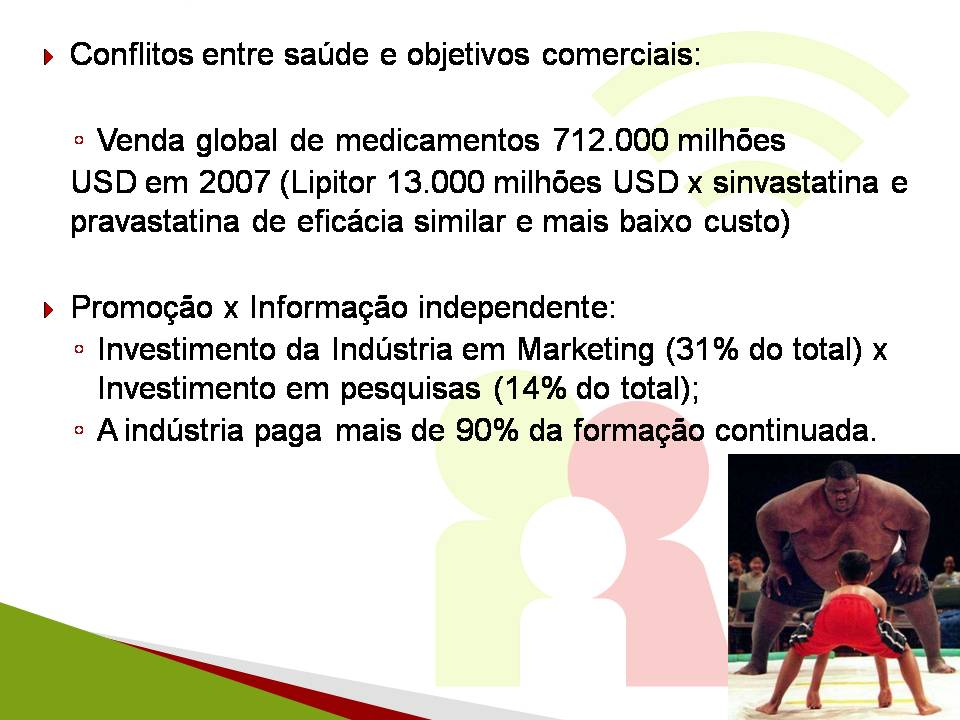 Conflitos entre saúde e objetivos comerciais:
Venda global de medicamentos 712.000 milhões
USD em 2007 (Lipitor 13.000 milhões USD x sinvastatina e
pravastatina de eficácia similar e mais baixo custo)
Promoção x Informação independente:
Investimento da Indústria em Marketing (31% do total) x
Investimento em pesquisas (14% do total);
A indústria paga mais de 90% da formação continuada.